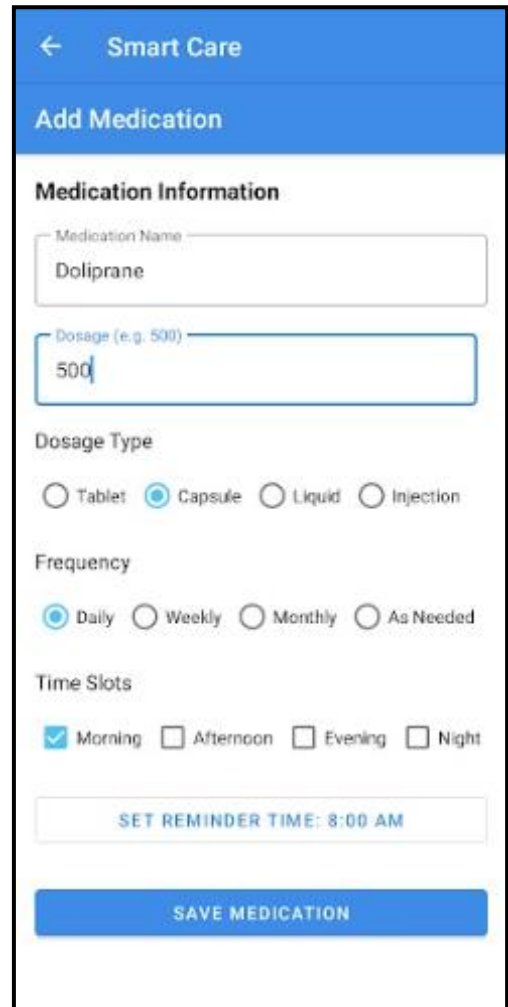 Smart Care
Add Medication
Medication Information
Medication Name
Doliprane
Dosage (e.g. 500)
500
Dosage Type
Tablet Capsule Liquid Injection
Frequency
Daily Weekly Monthly As Needed
Time Slots
Morning Afternoon Evening Night
SET REMINDER TIME: 8:00 AM
SAVE MEDICATION